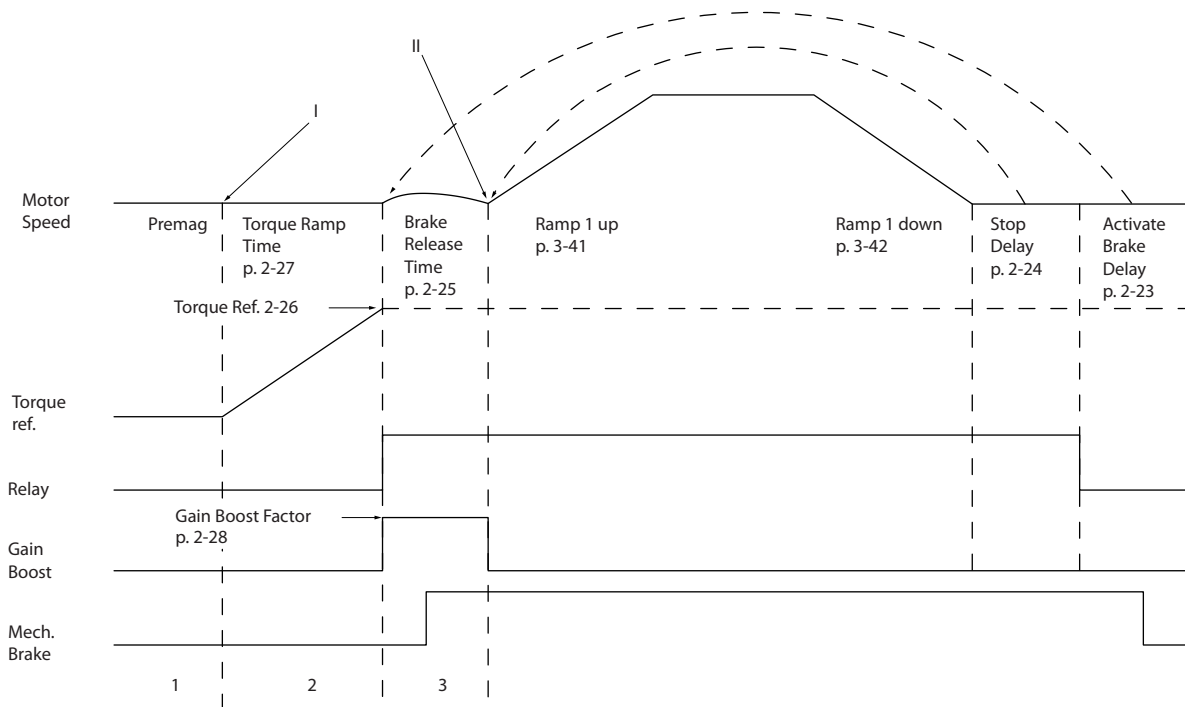 II
I
Motor
Speed
Premag
Torque Ramp
Time
p. 2-27
Brake
Release
Time
p. 2-25
Ramp 1 up
p. 3-41
Ramp 1 down
p. 3-42
Stop
Delay
p. 2-24
Activate
Brake
Delay
p. 2-23
Torque Ref. 2-26
Torque
ref.
Relay
Gain Boost Factor
p. 2-28
Gain
Boost
Mech.
Brake
1
2
3